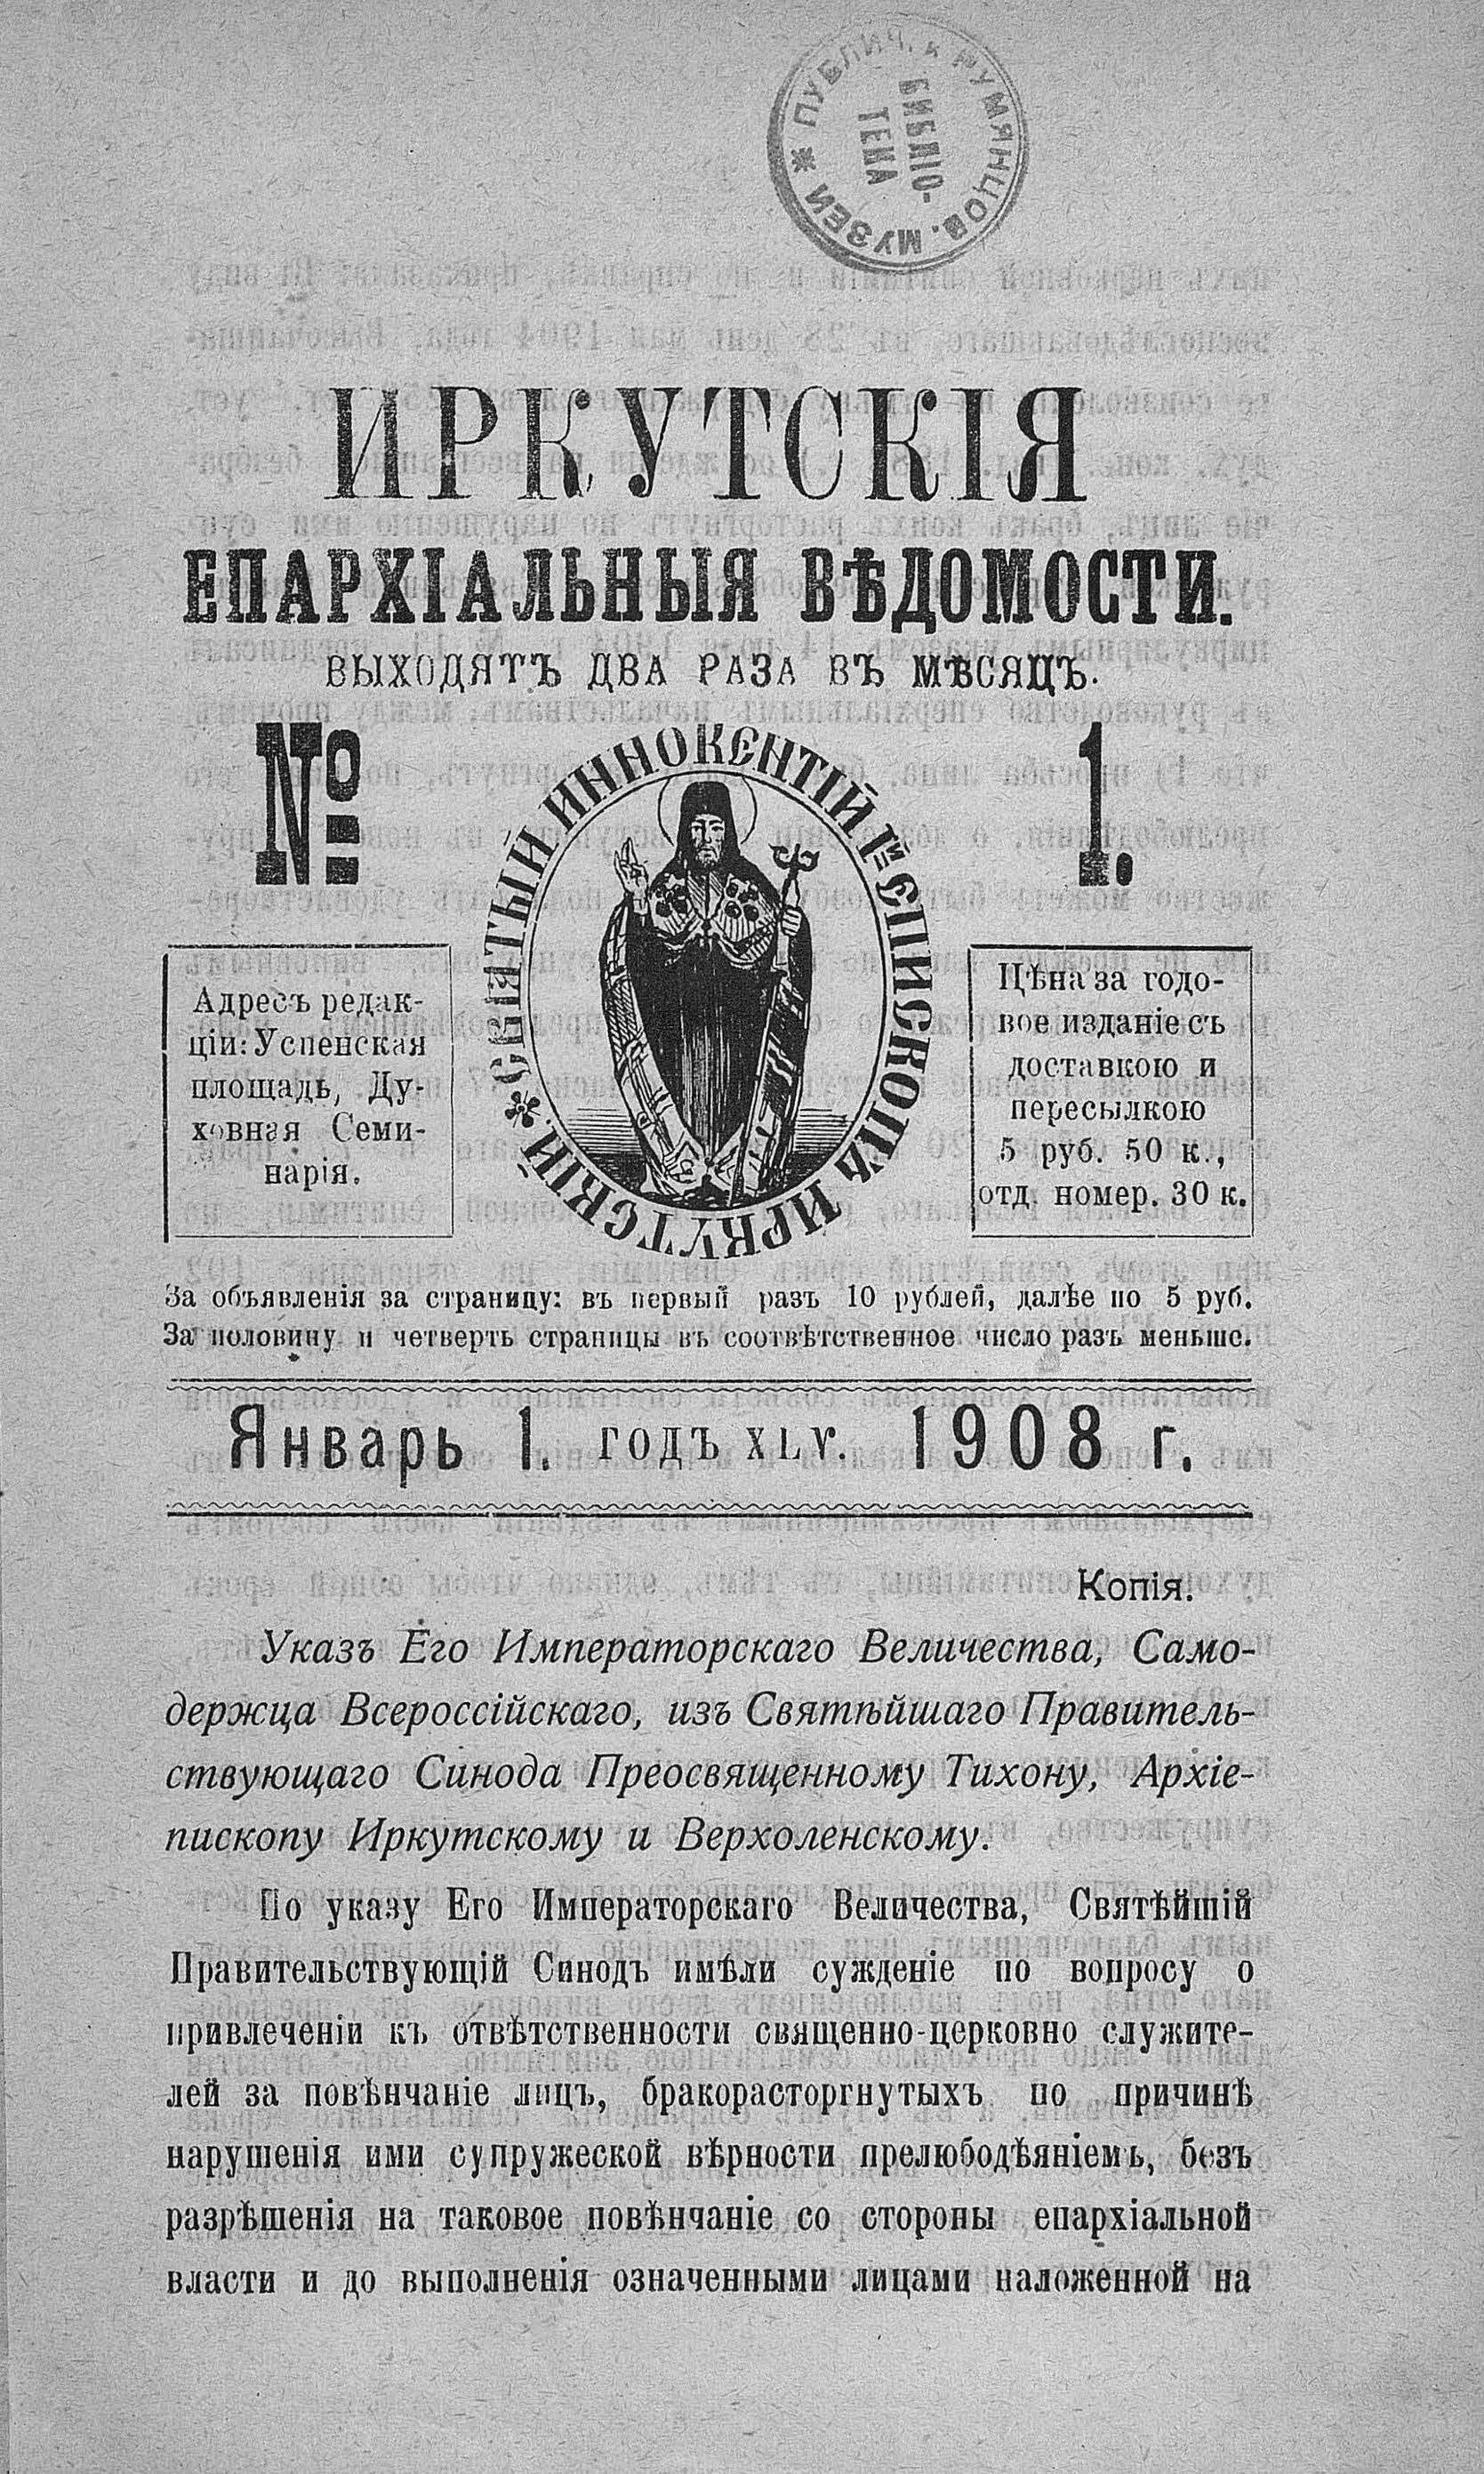 ПУБЛИЧ. и РУМЯНЦОВ. МУЗЕИ
БИБЛІО-
ТЕКА
ИРКУТСКІЯ
ЕПАРХІАЛЬНЫЯ ВѢДОМОСТИ.
ВЫХОДЯТЪ ДВА РАЗА ВЪ МѢСЯЦЪ.
№ 1.
СВЯТЫЙ ИННОКЕНТІЙ Iый ЕПИСКОПЪ ИРКУТСКІЙ.
Адресъ редак-
ціи: Успенская
площадь, Ду-
ховная Семи-
нарія.
Цѣна за годо-
вое изданіе съ
доставкою и
пересылкою
5 руб. 50 к.,
отд. номер. 30 к.
За объявленія за страницу: въ первый разъ 10 рублей, далѣе по 5 руб.
За половину и четверть страницы въ соотвѣтственное число разъ меньше.
Январь 1. ГОДЪ XLV. 1908 г.
Копія.
Указъ Его Императорскаго Величества, Само-
держца Всероссійскаго, изъ Святѣйшаго Правитель-
ствующаго Синода Преосвященному Тихону, Архіе-
пископу Иркутскому и Верхоленскому.
По указу Его Императорскаго Величества, Святѣйшій
Правительствующій Синодъ имѣли сужденіе по вопросу о
привлеченіи къ отвѣтственности священно-церковно служите-
лей за повѣнчаніе лицъ, бракорасторгнутыхъ по причинѣ
нарушенія ими супружеской вѣрности прелюбодѣяніемъ, безъ
разрѣшенія на таковое повѣнчаніе со стороны епархіальной
власти и до выполненія означенными лицами наложенной на